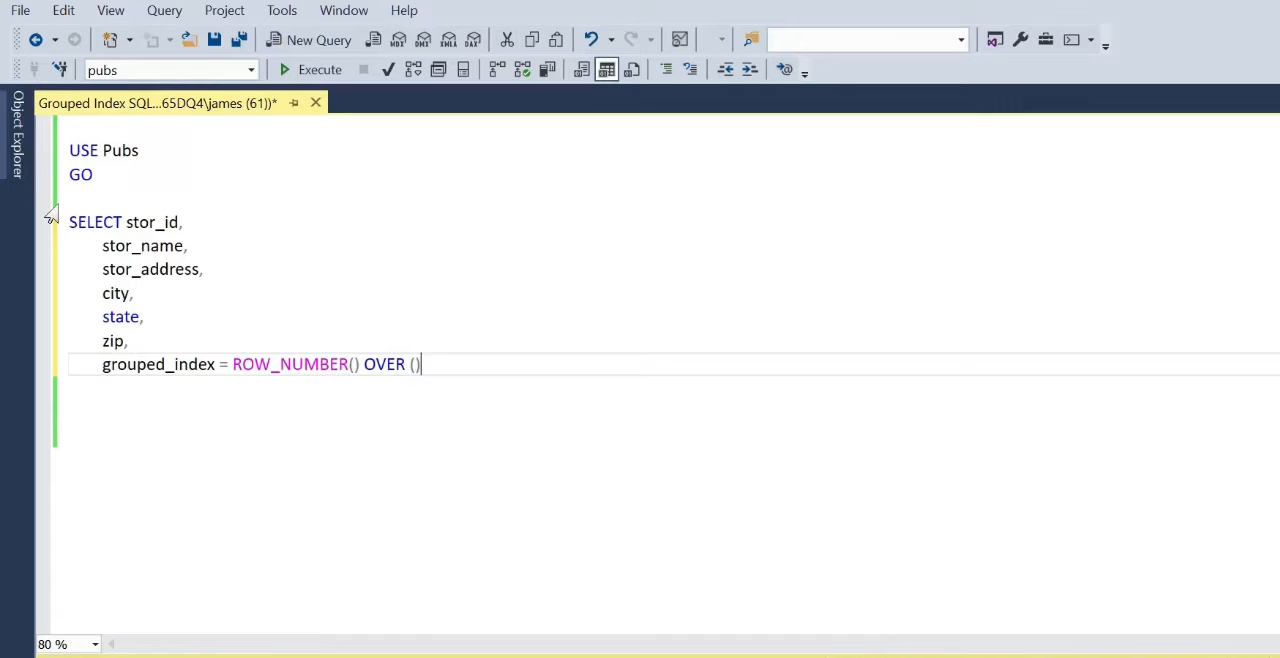 File Edit View Query Project Tools Window Help
New Query
pubs Execute
Object Explorer
Grouped Index SQL...65DQ4\james (61))*
USE Pubs
GO
SELECT stor_id,
stor_name,
stor_address,
city,
state,
zip,
grouped_index = ROW_NUMBER() OVER ()
80 %